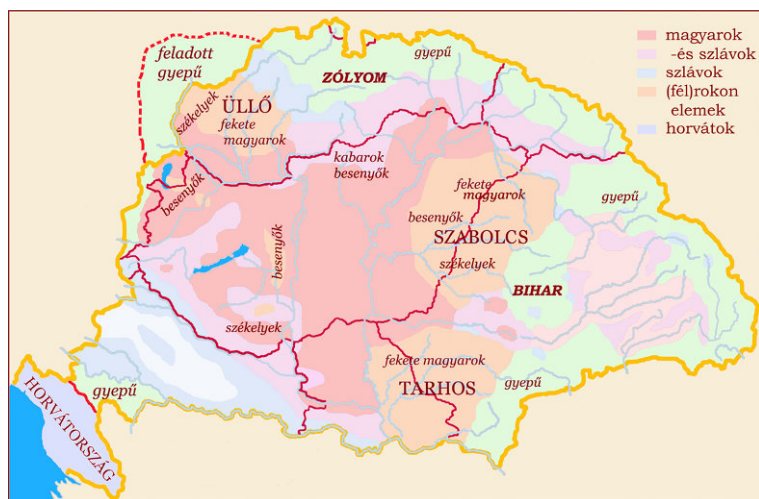 feladott
gyepű
gyepű
ZÓLYOM
magyarok
-és szlávok
szlávok
(fél)rokon
elemek
horvátok
székelyek
ÜLLŐ
fekete
magyarok
kabarok
besenyők
besenyők
fekete
magyarok
gyepű
besenyők
SZABOLCS
besenyők
székelyek
BIHAR
székelyek
fekete magyarok
TARHOS
gyepű
gyepű
HORVÁTORSZÁG